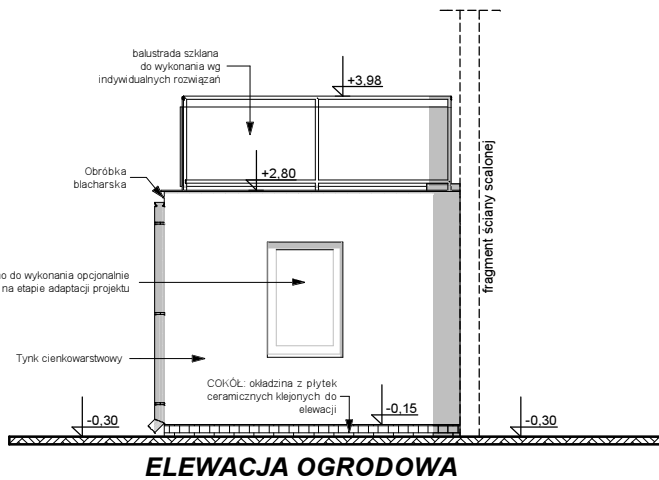 balustrada szklana
do wykonania wg
indywidualnych rozwiązań
+3,98
Obróbka
blacharska
+2,80
fragment ściany scalonej
do wykonania opcjonalnie
na etapie adaptacji projektu
Tynk cienkowarstwowy
COKÓŁ: okładzina z płytek
ceramicznych klejonych do
elewacji
-0,15
-0,30
-0,30
ELEWACJA OGRODOWA